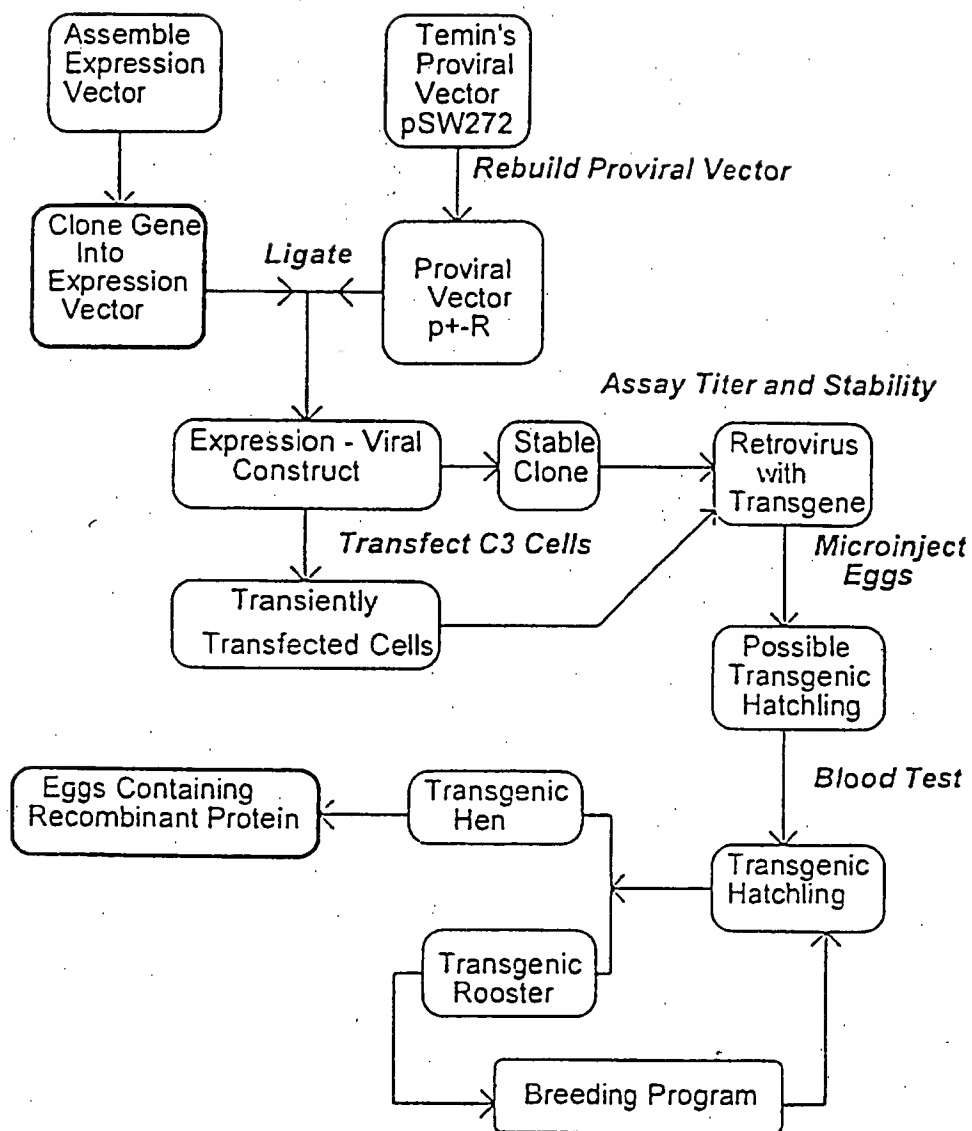 Assemble
Expression
Vector
Temin's
Proviral
Vector
pSW272
Rebuild Proviral Vector
Clone Gene
Into
Expression
Vector
Ligate
Proviral
Vector
p+-R
Assay Titer and Stability
Expression - Viral
Construct
Stable
Clone
Retrovirus
with
Transgene
Transfect C3 Cells
Microinject
Eggs
Transiently
Transfected Cells
Possible
Transgenic
Hatchling
Blood Test
Eggs Containing
Recombinant Protein
Transgenic
Hen
Transgenic
Hatchling
Transgenic
Rooster
Breeding Program